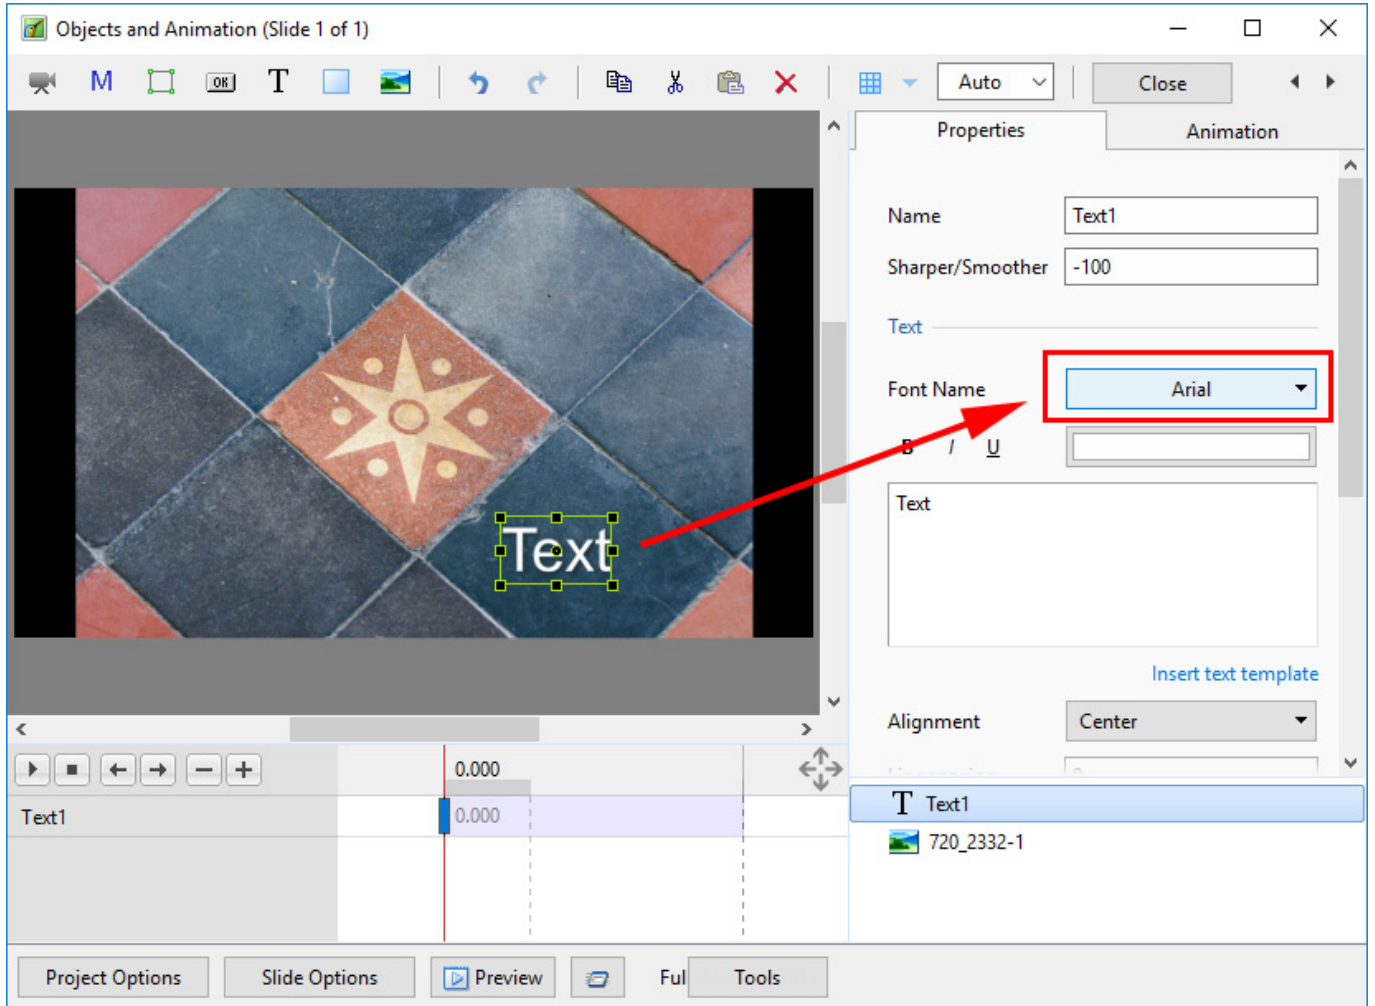 Objects and Animation (Slide 1 of 1)
M OK T Auto Close
Properties Animation
Name Text1
Sharper/Smoother -100
Text
Font Name Arial
B I U
Text
Text
Insert text template
Alignment Center
0.000
Text1 0.000
T Text1
720_2332-1
Project Options Slide Options Preview Full Tools